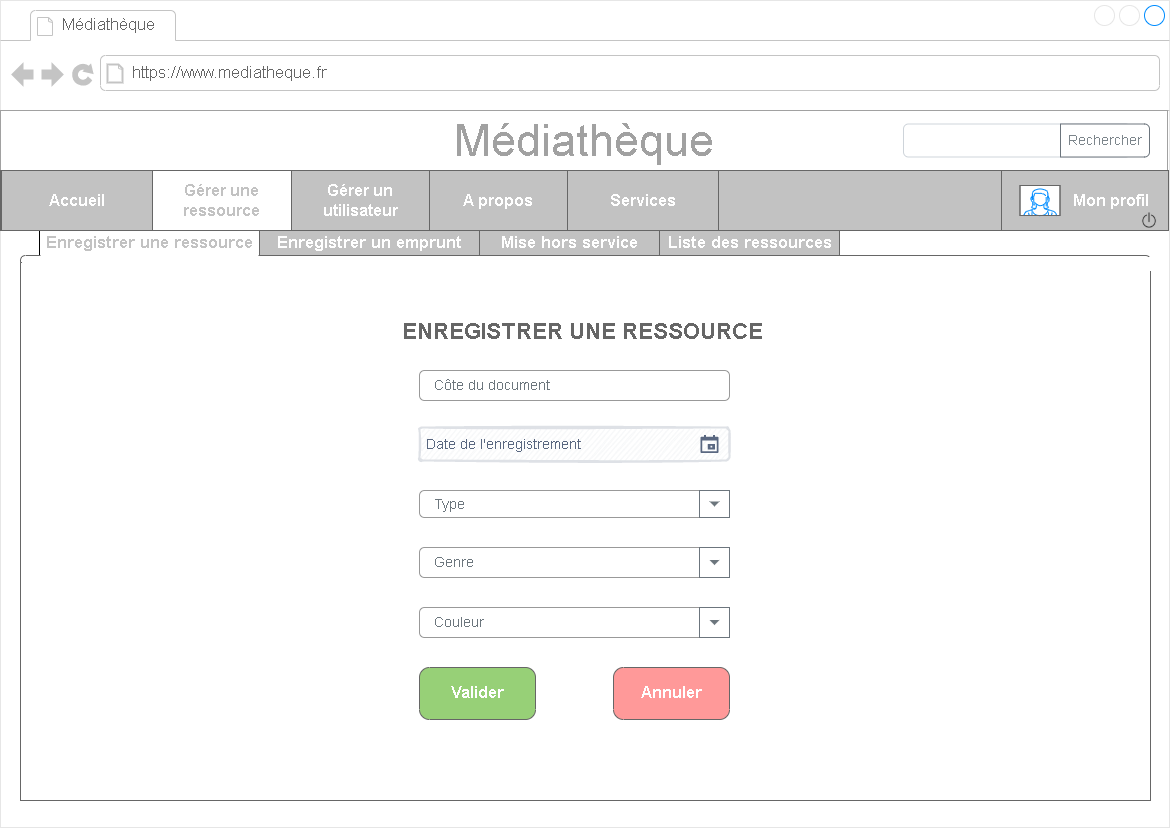 Médiathèque
https://www.mediatheque.fr
Médiathèque
Rechercher
Accueil
Gérer une
ressource
Gérer un
utilisateur
A propos
Services
Mon profil
Enregistrer une ressource
Enregistrer un emprunt
Mise hors service
Liste des ressources
ENREGISTRER UNE RESSOURCE
Côte du document
Date de l'enregistrement
Type
Genre
Couleur
Valider
Annuler